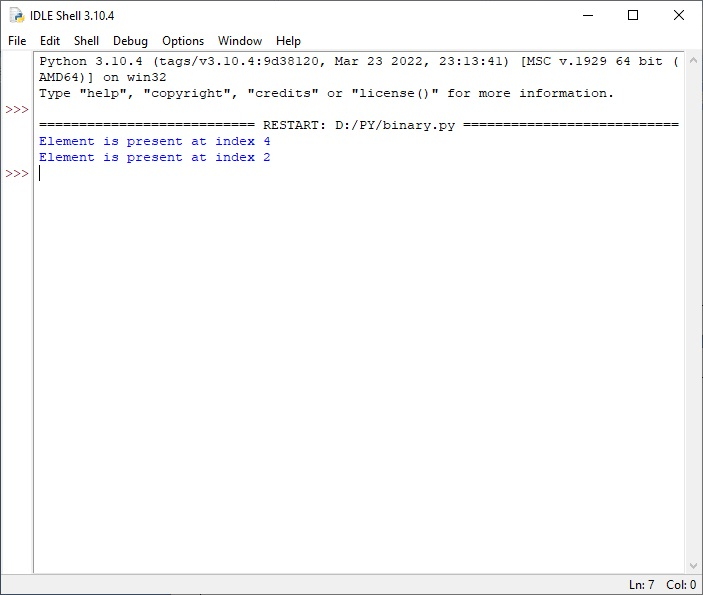 IDLE Shell 3.10.4
File Edit Shell Debug Options Window Help
Python 3.10.4 (tags/v3.10.4:9d38120, Mar 23 2022, 23:13:41) [MSC v.1929 64 bit (
AMD64)] on win32
Type "help", "copyright", "credits" or "license()" for more information.
>>>
=========================== RESTART: D:/PY/binary.py ===========================
Element is present at index 4
Element is present at index 2
>>>
Ln: 7 Col: 0